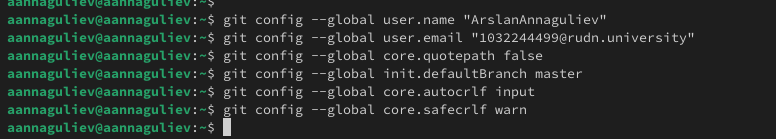 aannaguliev@aannaguliev:~$
aannaguliev@aannaguliev:~$ git config --global user.name "ArslanAnnaguliev"
aannaguliev@aannaguliev:~$ git config --global user.email "1032244499@rudn.university"
aannaguliev@aannaguliev:~$ git config --global core.quotepath false
aannaguliev@aannaguliev:~$ git config --global init.defaultBranch master
aannaguliev@aannaguliev:~$ git config --global core.autocrlf input
aannaguliev@aannaguliev:~$ git config --global core.safecrlf warn
aannaguliev@aannaguliev:~$